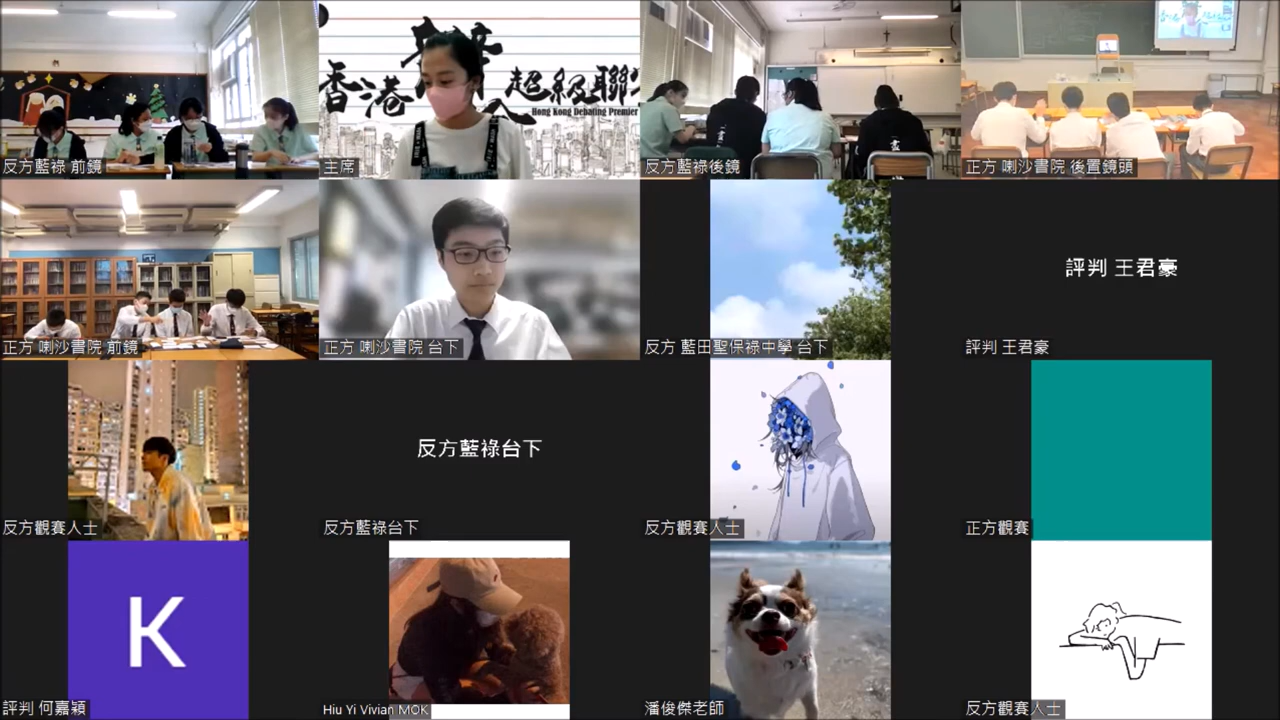 反方藍祿 前鏡
香港
超級聯
Hong Kong Debating Premier
主席
反方藍祿後鏡
正方 喇沙書院 後置鏡頭
正方 喇沙書院 前鏡
正方 喇沙書院 台下
反方 藍田聖保祿中學 台下
評判 王君豪
評判 王君豪
反方觀賽人士
反方藍祿台下
反方藍祿台下
反方觀賽人士
正方觀賽
K
評判 何嘉穎
Hiu Yi Vivian MOK
潘俊傑老師
反方觀賽人士